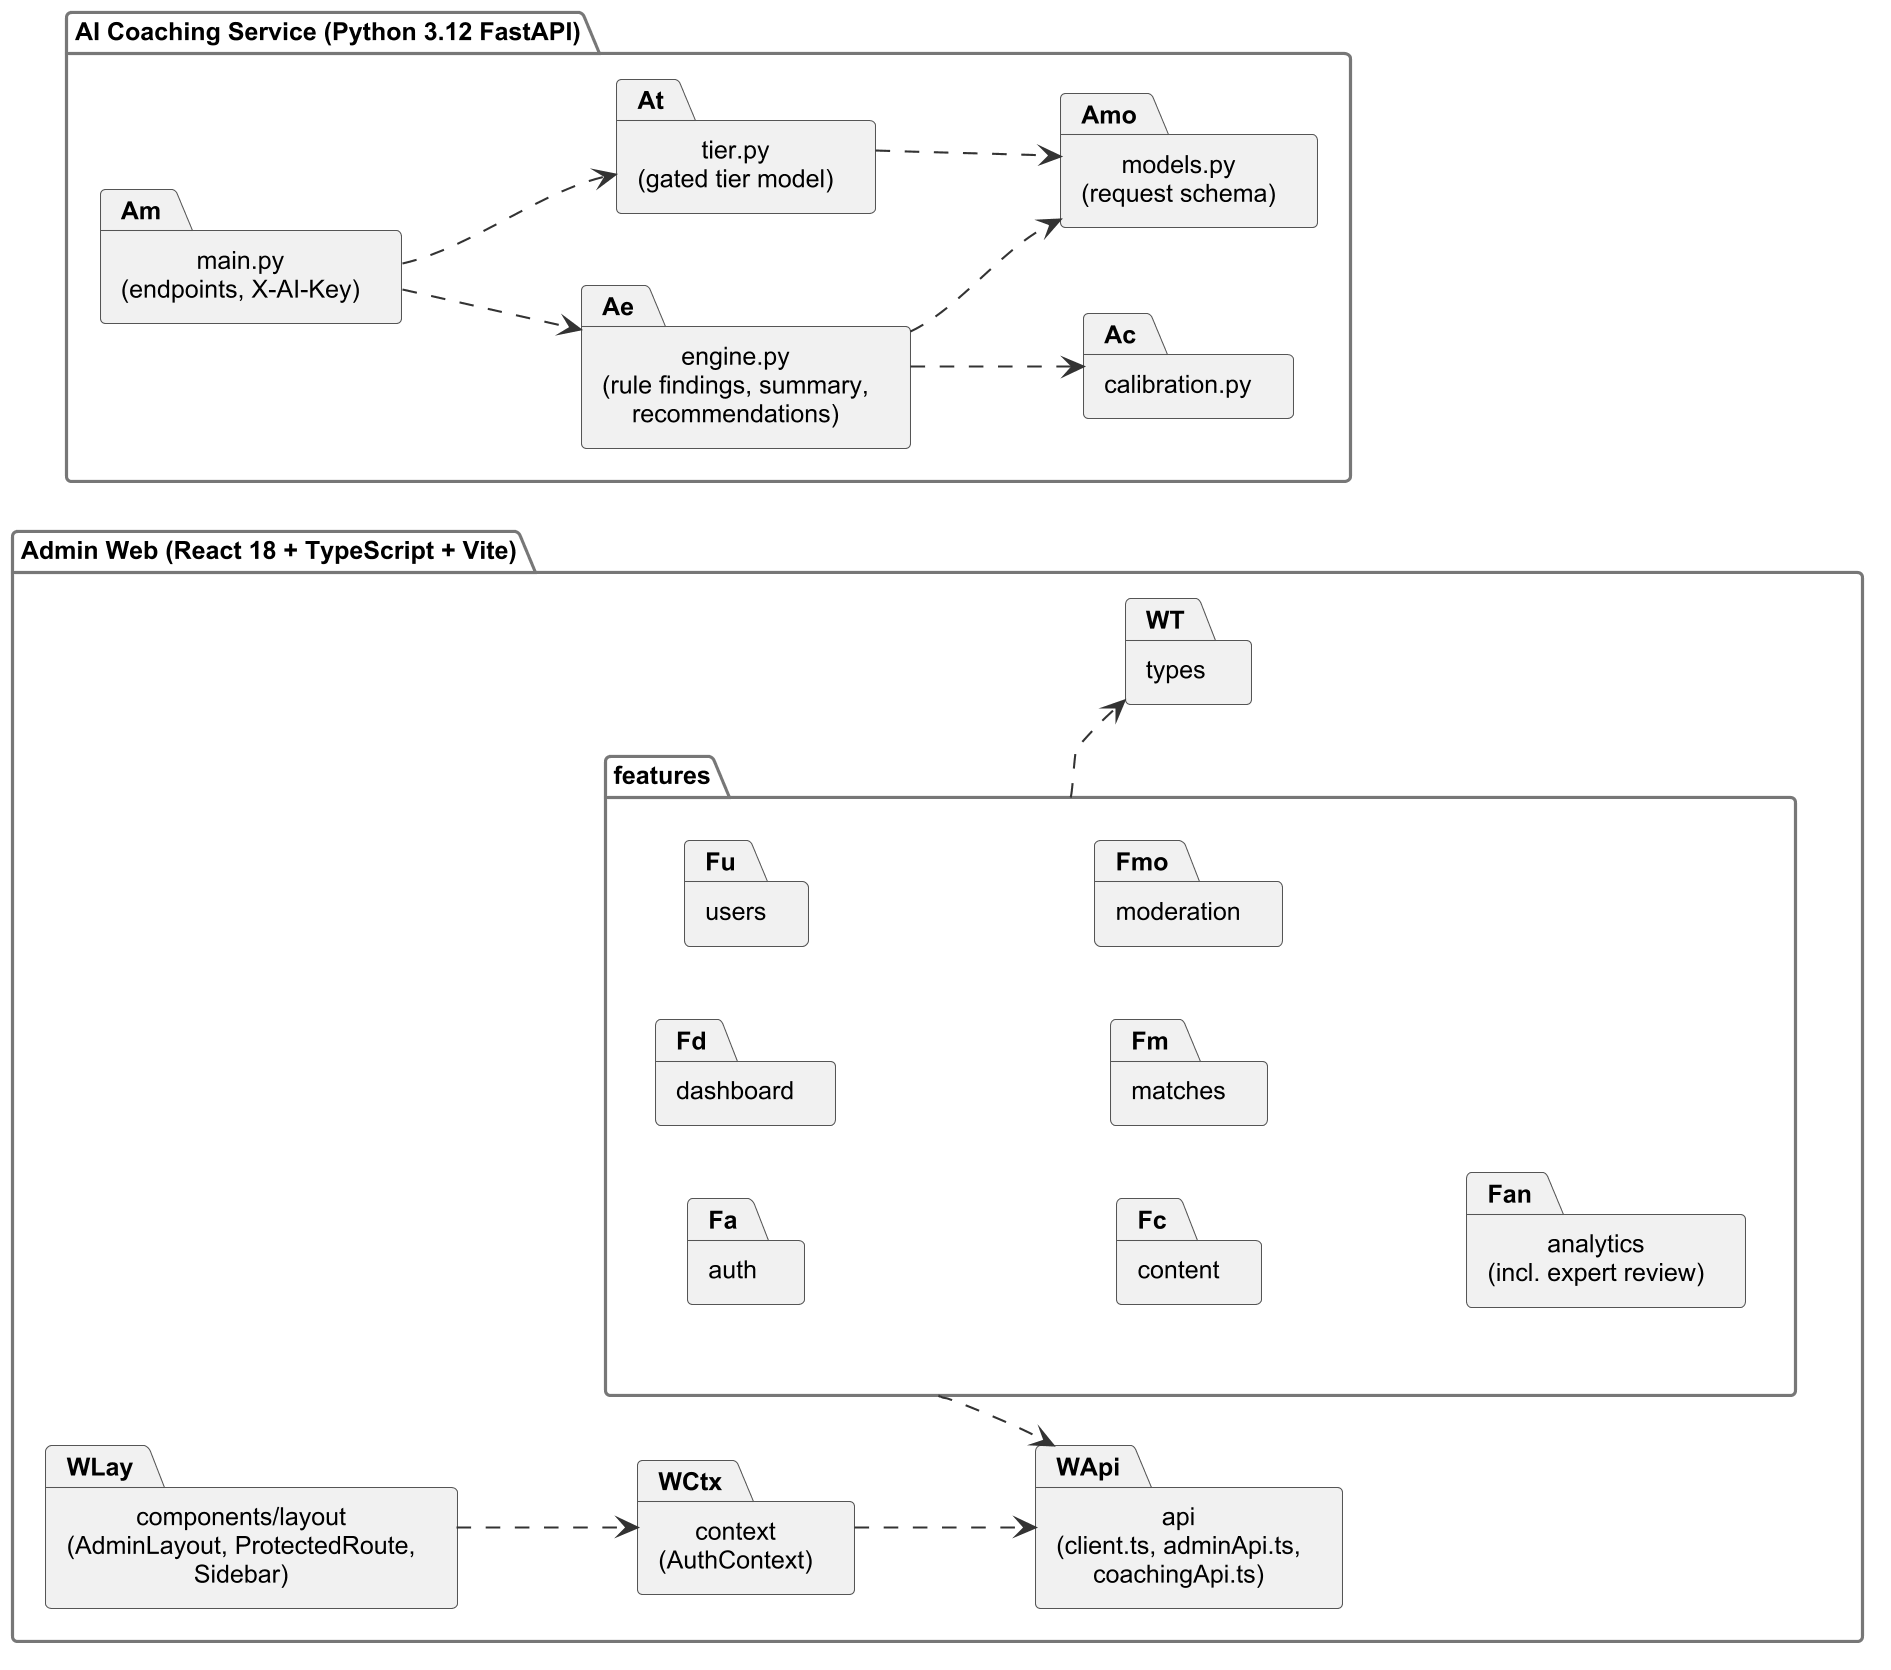 AI Coaching Service (Python 3.12 FastAPI)
Am
main.py
(endpoints, X-AI-Key)
At
tier.py
(gated tier model)
Ae
engine.py
(rule findings, summary,
recommendations)
Amo
models.py
(request schema)
Ac
calibration.py
Admin Web (React 18 + TypeScript + Vite)
WT
types
features
Fu
users
Fmo
moderation
Fd
dashboard
Fm
matches
Fa
auth
Fc
content
Fan
analytics
(incl. expert review)
WLay
components/layout
(AdminLayout, ProtectedRoute,
Sidebar)
WCtx
context
(AuthContext)
WApi
api
(client.ts, adminApi.ts,
coachingApi.ts)